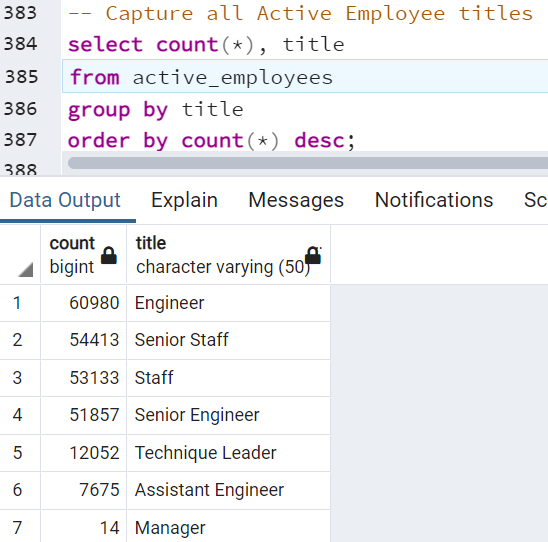 383 -- Capture all Active Employee titles
384 select count(*), title
385 from active_employees
386 group by title
387 order by count(*) desc;
388
Data Output Explain Messages Notifications Sc
count title
bigint character varying (50)
1 60980 Engineer
2 54413 Senior Staff
3 53133 Staff
4 51857 Senior Engineer
5 12052 Technique Leader
6 7675 Assistant Engineer
7 14 Manager